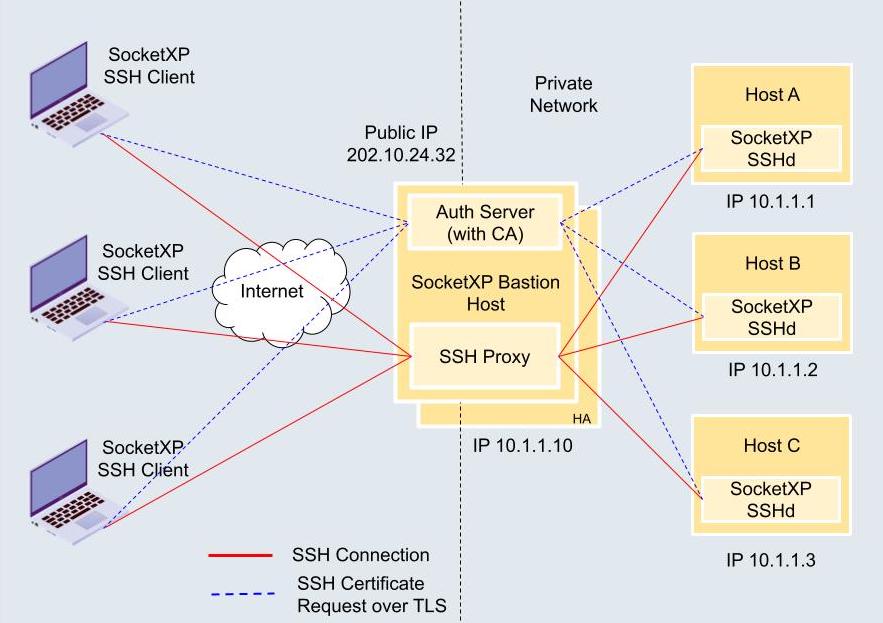 SocketXP
SSH Client
Private
Network
Host A
SocketXP
SSHd
IP 10.1.1.1
Public IP
202.10.24.32
Auth Server
(with CA)
SocketXP
SSH Client
Internet
SocketXP Bastion
Host
SSH Proxy
HA
IP 10.1.1.10
Host B
SocketXP
SSHd
IP 10.1.1.2
SocketXP
SSH Client
Host C
SocketXP
SSHd
IP 10.1.1.3
SSH Connection
SSH Certificate
Request over TLS